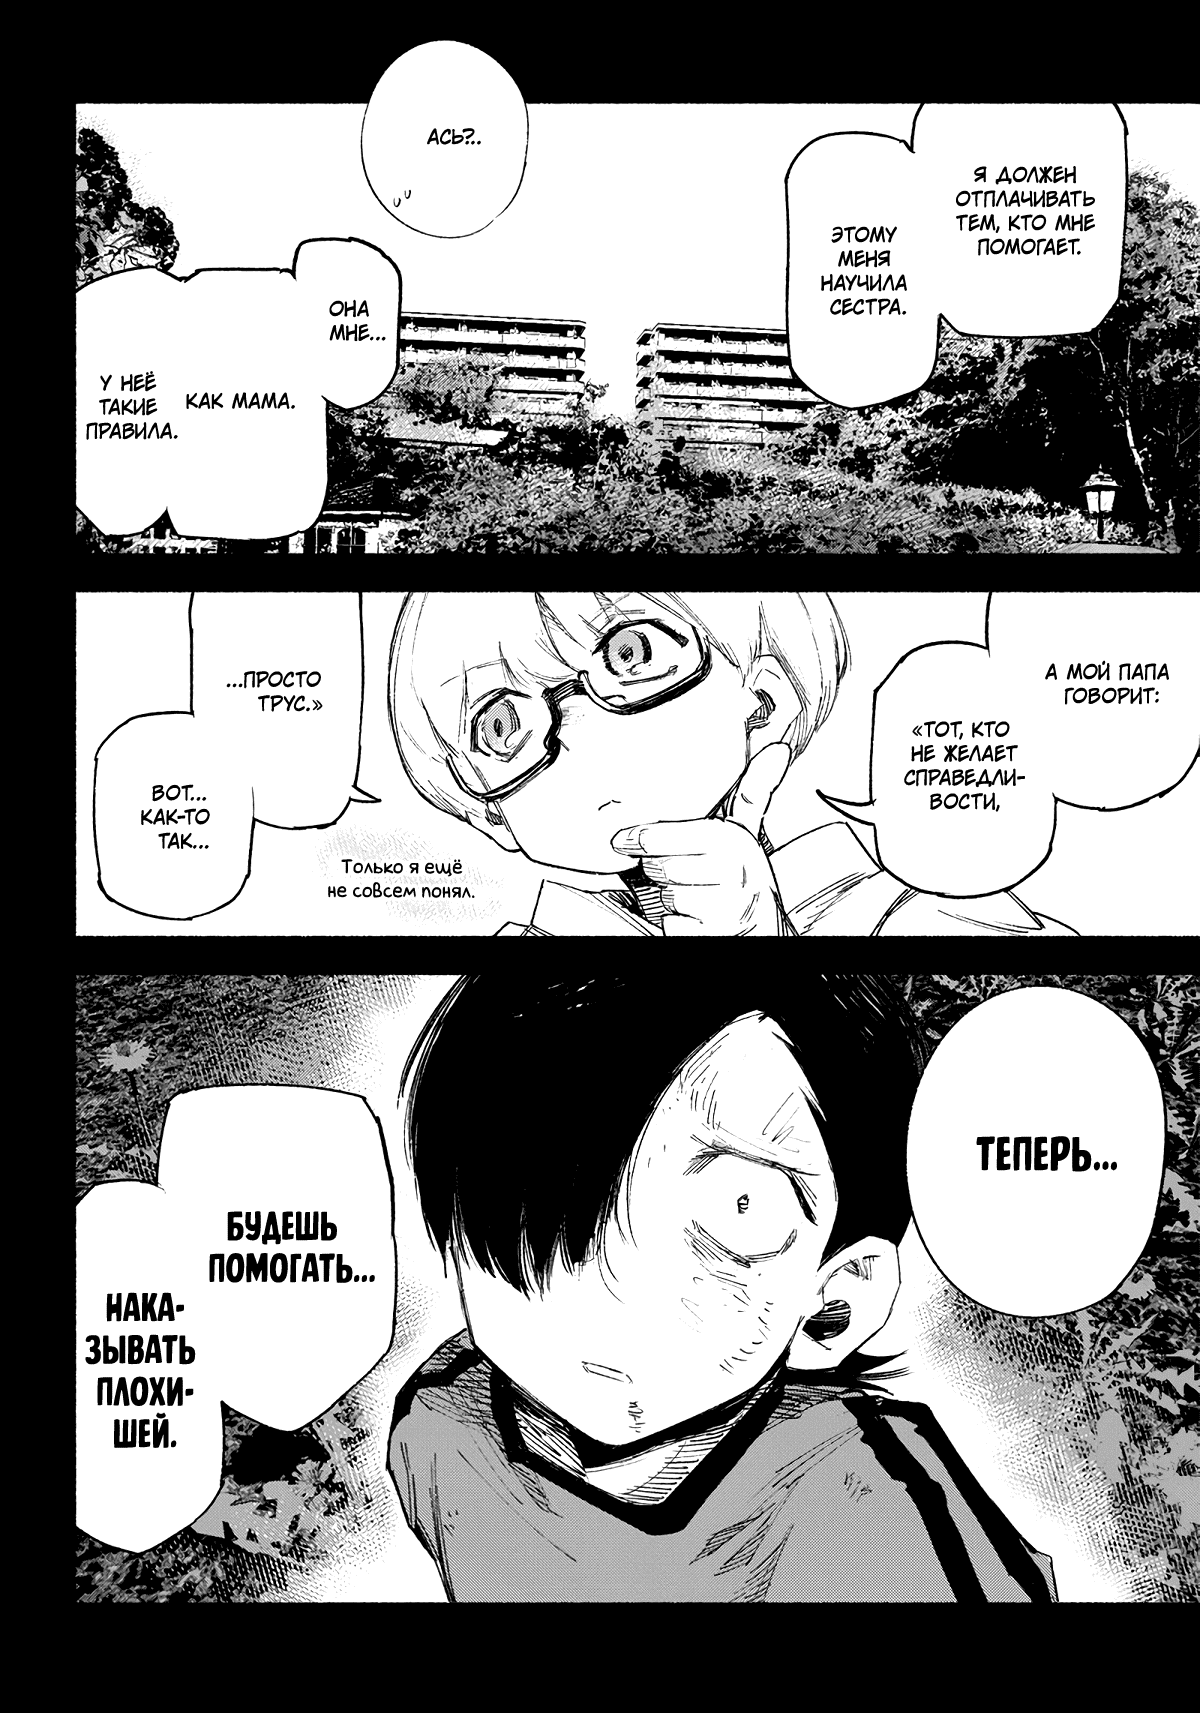 Я ДОЛЖЕН
ОТПЛАЧИВАТЬ
ТЕМ, КТО МНЕ
ПОМОГАЕТ.
ЭТОМУ
МЕНЯ
НАУЧИЛА
СЕСТРА.
АСЬ?..
ОНА
МНЕ...
КАК МАМА.
У НЕЁ
ТАКИЕ
ПРАВИЛА.
А МОЙ ПАПА
ГОВОРИТ:
«ТОТ, КТО
НЕ ЖЕЛАЕТ
СПРАВЕДЛИ-
ВОСТИ,
...ПРОСТО
ТРУС.»
ВОТ...
КАК-ТО
ТАК...
Только я ещё
не совсем понял.
ТЕПЕРЬ...
БУДЕШЬ
ПОМОГАТЬ...
НАКА-
ЗЫВАТЬ
ПЛОХИ-
ШЕЙ.